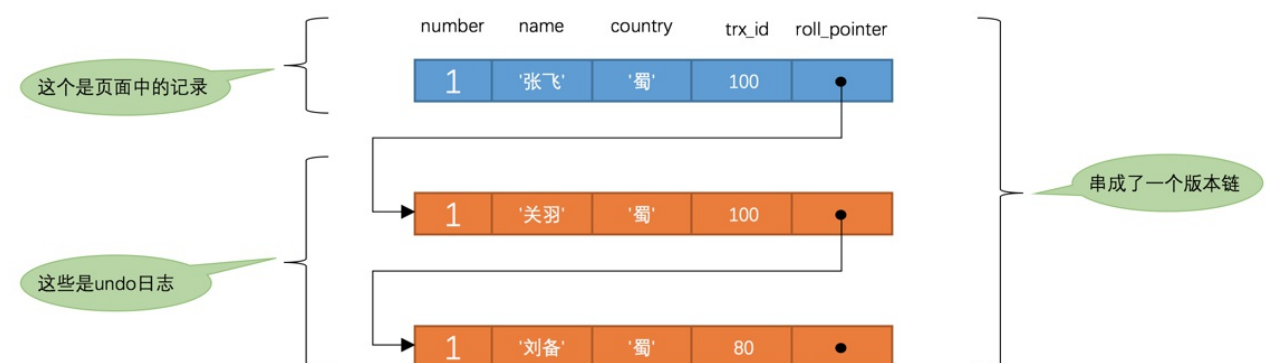 number name country trx_id roll_pointer
这个是页面中的记录
1 '张飞' '蜀' 100
串成了一个版本链
1 '关羽' '蜀' 100
这些是undo日志
1 '刘备' '蜀' 80